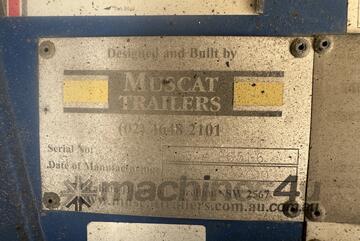 Designed and Built by
MUSCAT
TRAILERS
(02) 4648 2101
Serial No:
Date of Manufacture
machines4u
NSW 2567
www.muscattrailers.com.au